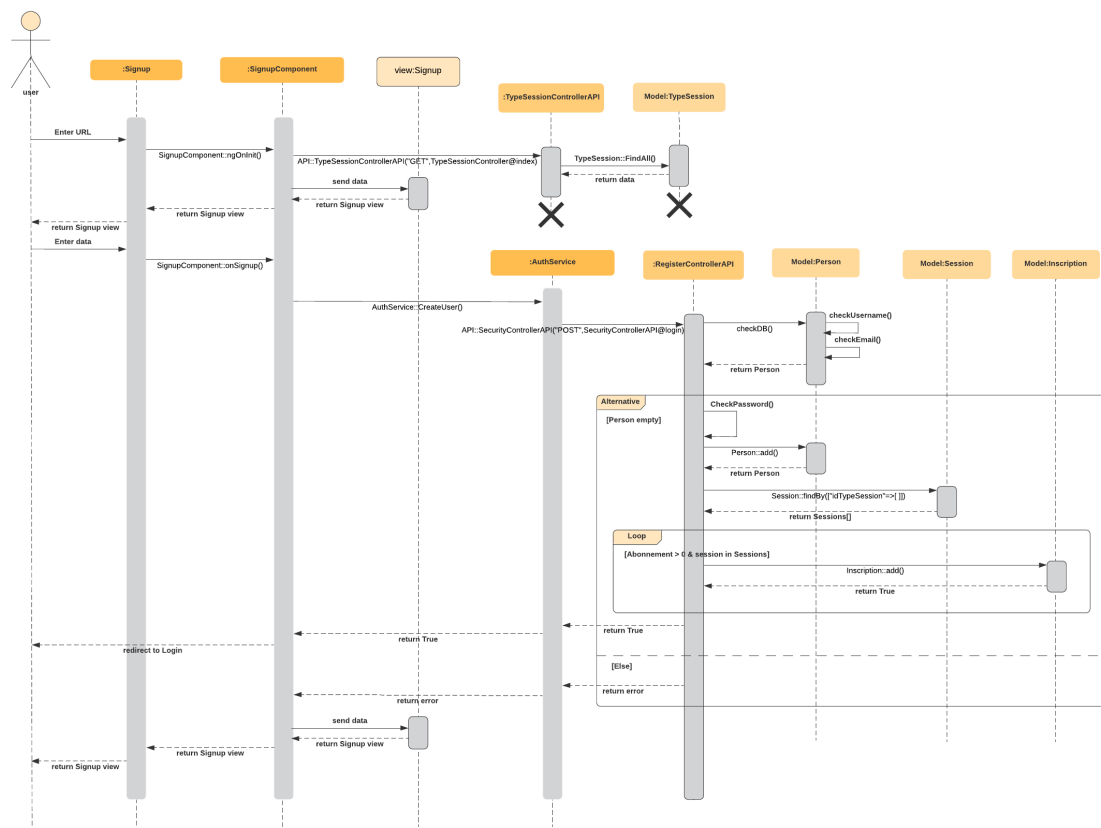 user
:Signup
:SignupComponent
view:Signup
:TypeSessionControllerAPI
Model:TypeSession
Enter URL
SignupComponent::ngOnInit()
API::TypeSessionControllerAPI("GET",TypeSessionController@index)
TypeSession::FindAll()
return data
send data
return Signup view
return Signup view
return Signup view
Enter data
SignupComponent::onSignup()
:AuthService
:RegisterControllerAPI
Model:Person
Model:Session
Model:Inscription
AuthService::CreateUser()
API::SecurityControllerAPI("POST",SecurityControllerAPI@login)
checkDB()
checkUsername()
checkEmail()
return Person
Alternative
[Person empty]
CheckPassword()
Person::add()
return Person
Session::findBy(["idTypeSession"=>[ ]])
return Sessions[]
Loop
[Abonnement > 0 & session in Sessions]
Inscription::add()
return True
return True
return True
redirect to Login
[Else]
return error
return error
send data
return Signup view
return Signup view
return Signup view